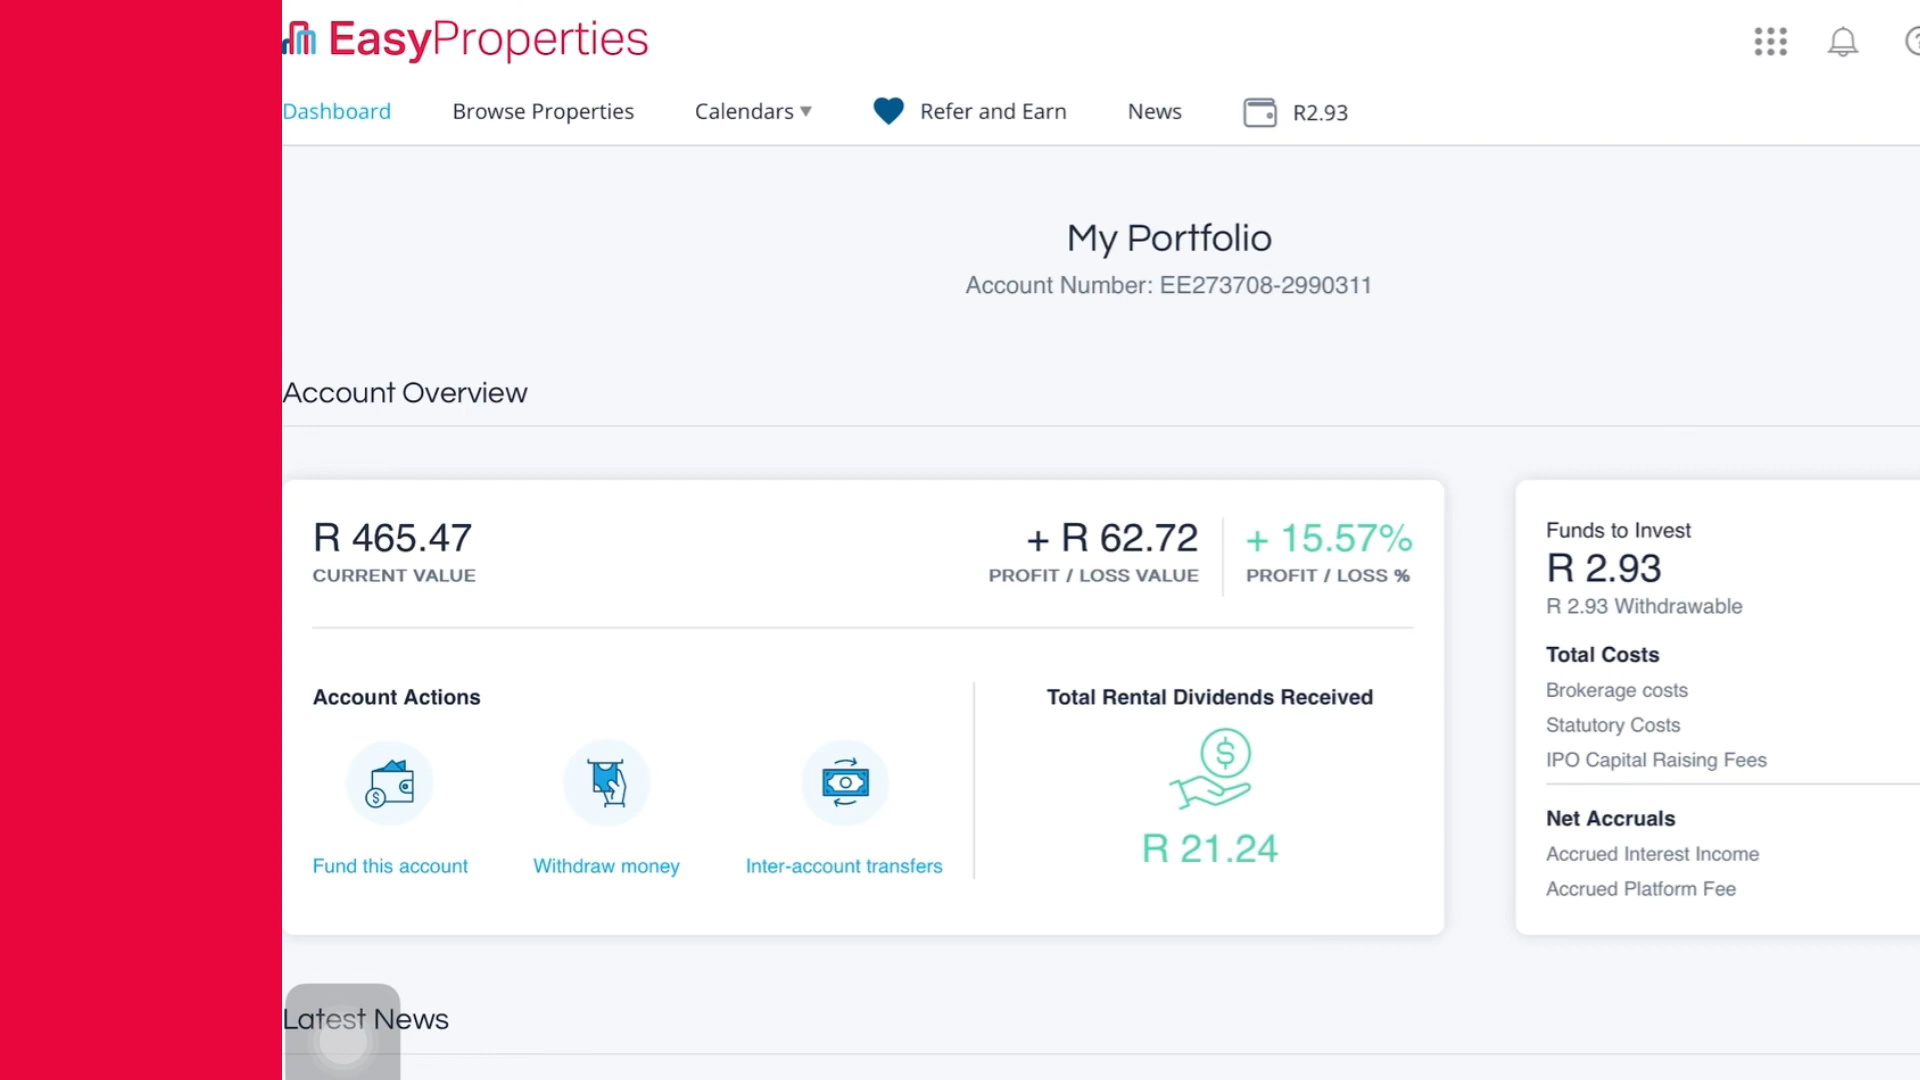 EasyProperties
Dashboard Browse Properties Calendars ▼ Refer and Earn News R2.93
My Portfolio
Account Number: EE273708-2990311
Account Overview
R 465.47 + R 62.72 + 15.57%
CURRENT VALUE PROFIT / LOSS VALUE PROFIT / LOSS %
Account Actions
Fund this account Withdraw money Inter-account transfers
Total Rental Dividends Received
R 21.24
Funds to Invest
R 2.93
R 2.93 Withdrawable
Total Costs
Brokerage costs
Statutory Costs
IPO Capital Raising Fees
Net Accruals
Accrued Interest Income
Accrued Platform Fee
Latest News